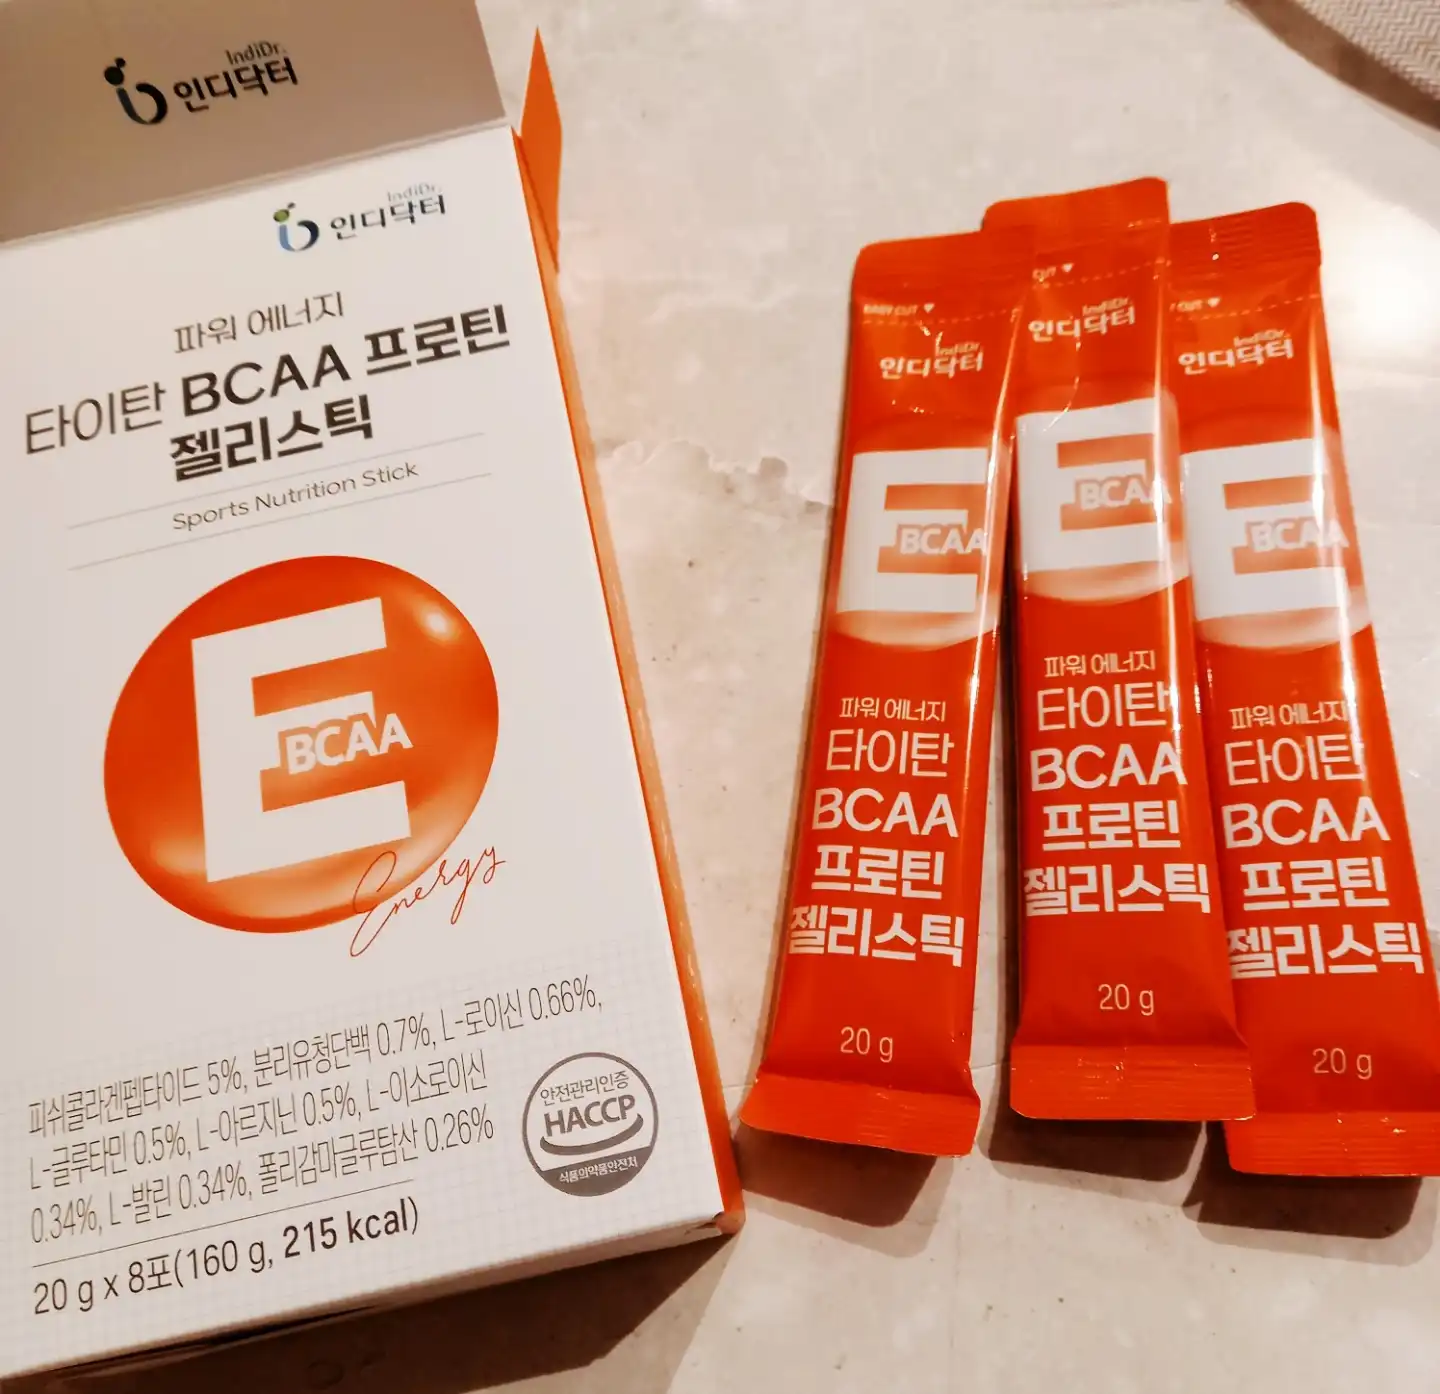 IndiDr.
인디닥터
IndiDr.
인디닥터
파워 에너지
타이탄 BCAA 프로틴
젤리스틱
Sports Nutrition Stick
E
BCAA
Energy
피쉬콜라겐펩타이드 5%, 분리유청단백 0.7%, L-로이신 0.66%,
L-글루타민 0.5%, L-아르지닌 0.5%, L-이소로이신
0.34%, L-발린 0.34%, 폴리감마글루탐산 0.26%
20 g x 8포(160 g, 215 kcal)
안전관리인증
HACCP
식품의약품안전처
EASY CUT
IndiDr.
인디닥터
E
BCAA
파워 에너지
타이탄
BCAA
프로틴
젤리스틱
20 g
CUT
IndiDr.
인디닥터
E
BCAA
파워 에너지
타이탄
BCAA
프로틴
젤리스틱
20 g
CUT
IndiDr.
인디닥터
E
BCAA
파워 에너지
타이탄
BCAA
프로틴
젤리스틱
20 g